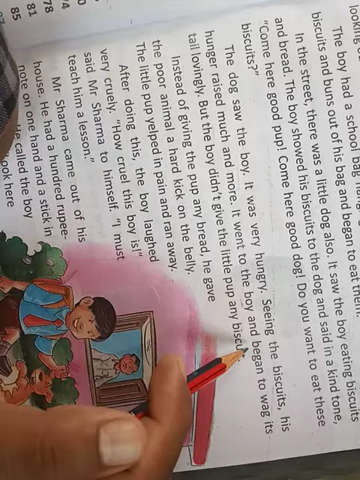 looking
The boy had a school bag
biscuits and buns out of his bag and began to eat them.
In the street, there was a little dog also. It saw the boy eating biscuits
and bread. The boy showed his biscuits to the dog and said in a kind tone,
"Come here good pup! Come here good dog! Do you want to eat these
biscuits?"
The dog saw the boy. It was very hungry. Seeing the biscuits, his
hunger raised much and more. It went to the boy and began to wag its
tail lovingly. But the boy didn't give the little pup any
Instead of giving the pup any bread, he gave
the poor animal a hard kick on the belly.
The little pup yelped in pain and ran away.
After doing this, the boy laughed
very cruelly. "How cruel this boy is!"
said Mr. Sharma to himself. "I must
teach him a lesson."
Mr. Sharma came out of his
house. He had a hundred rupee-
note on one hand and a stick in
He called the boy
look here
74
78
81
85